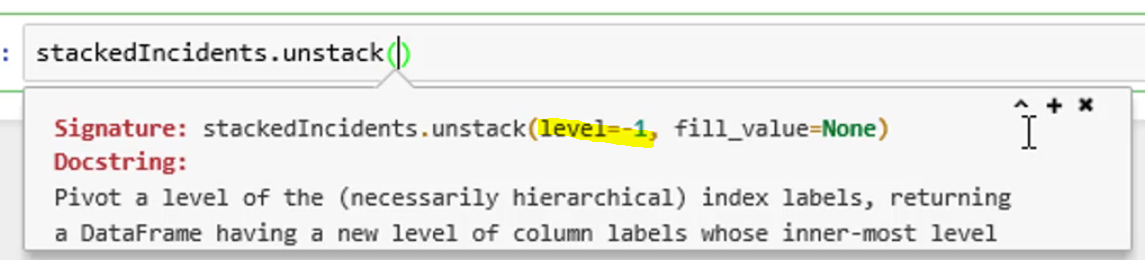 : stackedIncidents.unstack()
Signature: stackedIncidents.unstack(level=-1, fill_value=None)
Docstring:
Pivot a level of the (necessarily hierarchical) index labels, returning
a DataFrame having a new level of column labels whose inner-most level